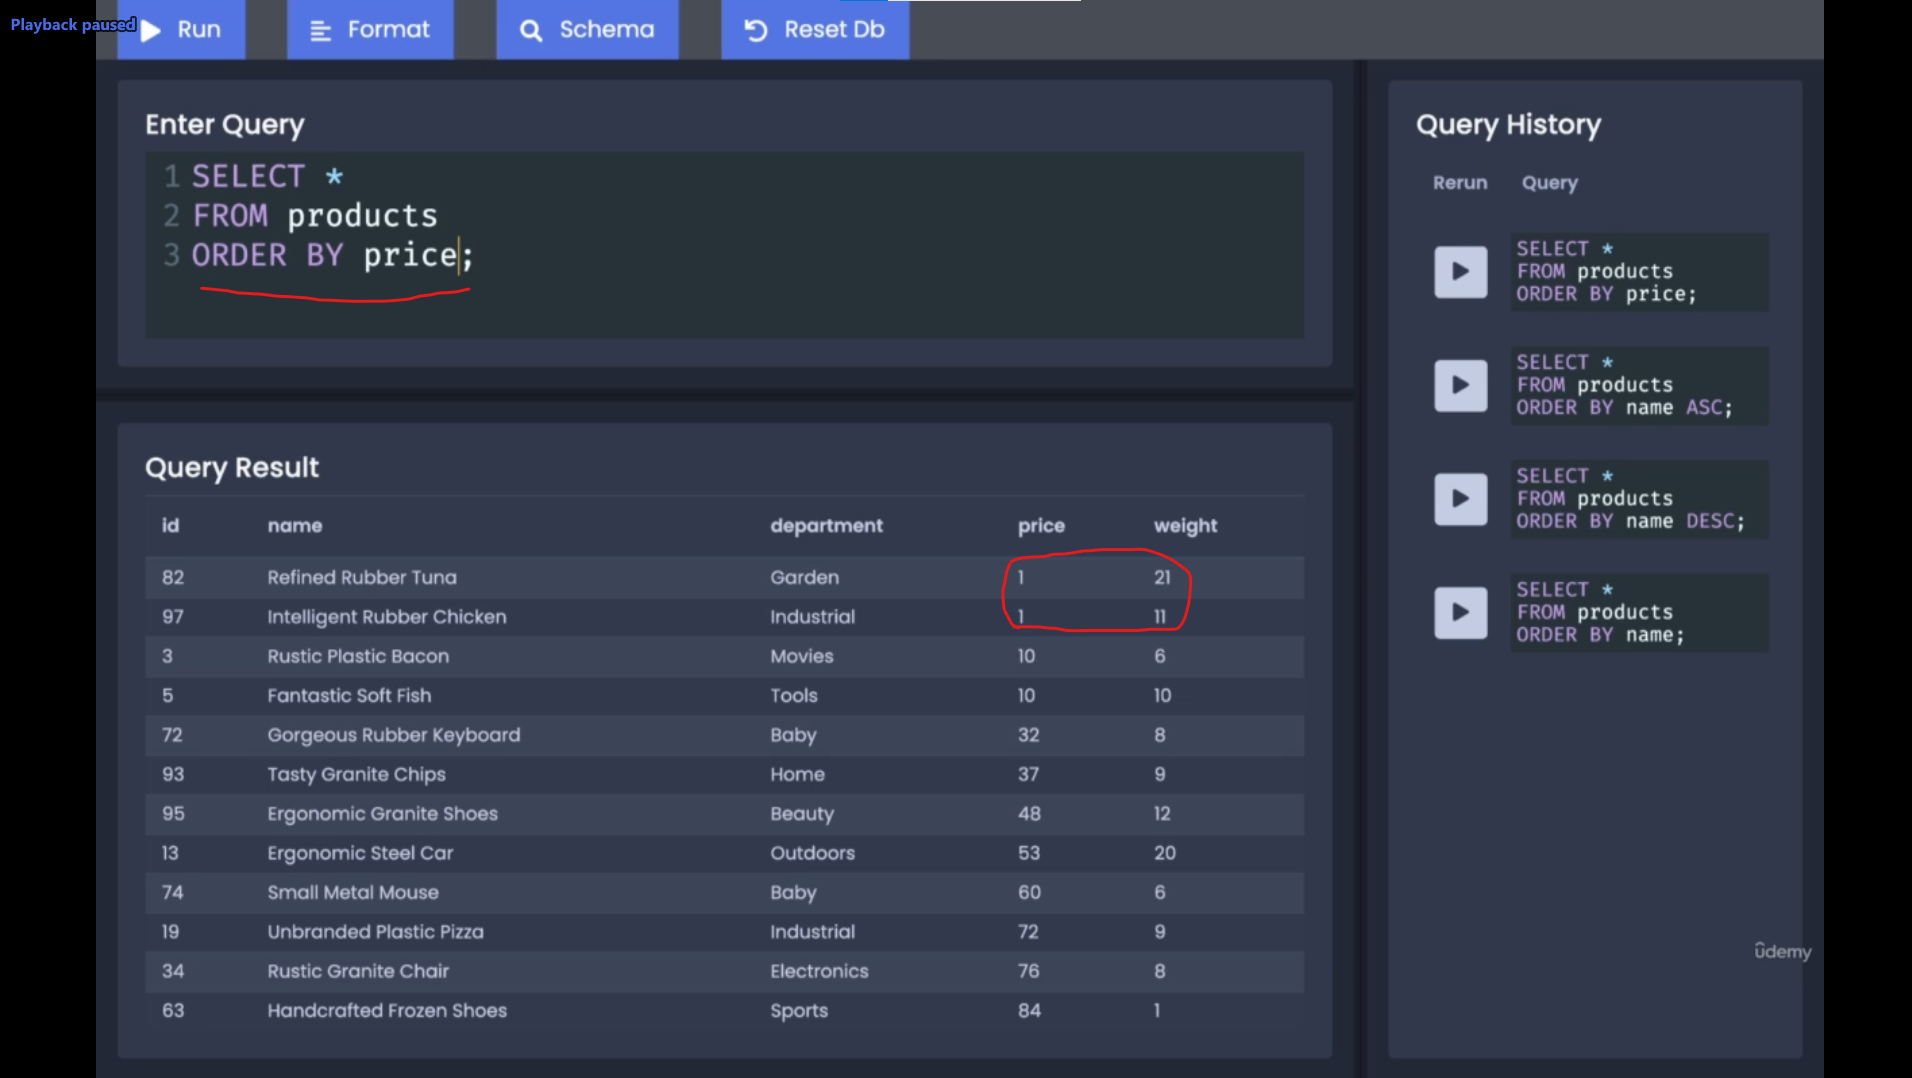 Playback paused
Run Format Schema Reset Db
Enter Query
1 SELECT *
2 FROM products
3 ORDER BY price;
Query Result
id name department price weight
82 Refined Rubber Tuna Garden 1 21
97 Intelligent Rubber Chicken Industrial 1 11
3 Rustic Plastic Bacon Movies 10 6
5 Fantastic Soft Fish Tools 10 10
72 Gorgeous Rubber Keyboard Baby 32 8
93 Tasty Granite Chips Home 37 9
95 Ergonomic Granite Shoes Beauty 48 12
13 Ergonomic Steel Car Outdoors 53 20
74 Small Metal Mouse Baby 60 6
19 Unbranded Plastic Pizza Industrial 72 9
34 Rustic Granite Chair Electronics 76 8
63 Handcrafted Frozen Shoes Sports 84 1
Query History
Rerun Query
SELECT *
FROM products
ORDER BY price;
SELECT *
FROM products
ORDER BY name ASC;
SELECT *
FROM products
ORDER BY name DESC;
SELECT *
FROM products
ORDER BY name;
ûdemy